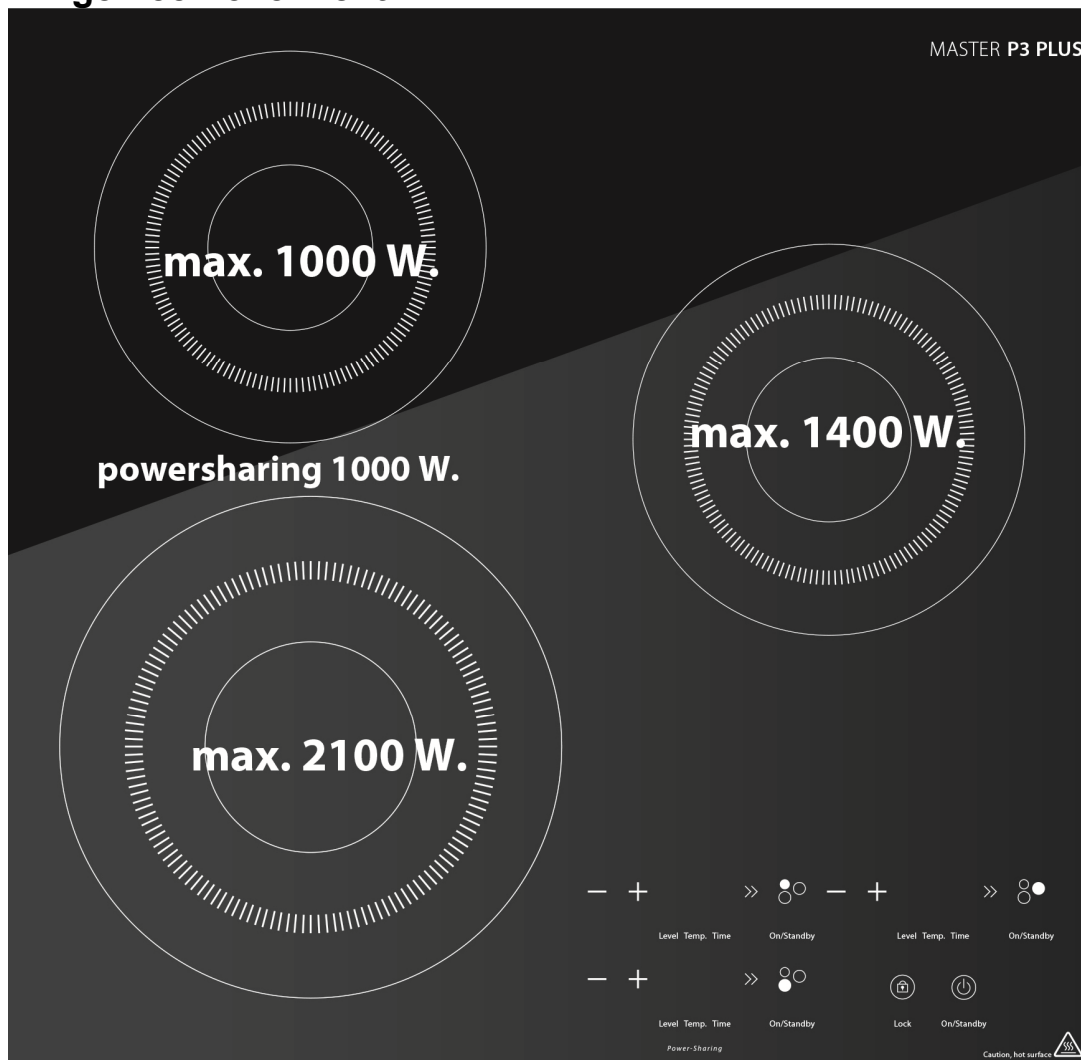 MASTER P3 PLUS
max. 1000 W.
max. 1400 W.
powersharing 1000 W.
max. 2100 W.
Level Temp. Time On/Standby
Level Temp. Time On/Standby
Level Temp. Time On/Standby
Lock On/Standby
Power-Sharing
Caution, hot surface